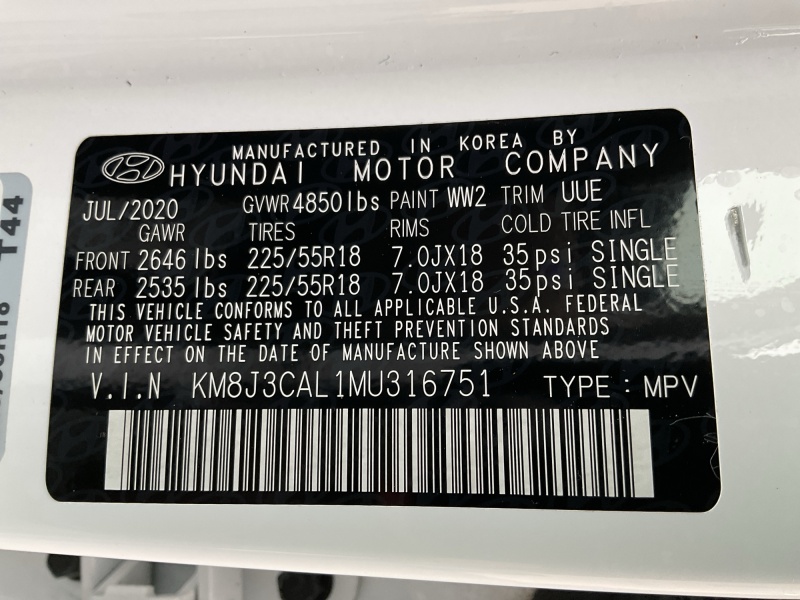 MANUFACTURED IN KOREA BY
HYUNDAI MOTOR COMPANY
JUL/2020 GVWR 4850lbs PAINT WW2 TRIM UUE
GAWR TIRES RIMS COLD TIRE INFL
FRONT 2646 lbs 225/55R18 7.0JX18 35psi SINGLE
REAR 2535 lbs 225/55R18 7.0JX18 35psi SINGLE
THIS VEHICLE CONFORMS TO ALL APPLICABLE U.S.A. FEDERAL
MOTOR VEHICLE SAFETY AND THEFT PREVENTION STANDARDS
IN EFFECT ON THE DATE OF MANUFACTURE SHOWN ABOVE
V.I.N KM8J3CAL1MU316751 TYPE: MPV
T44